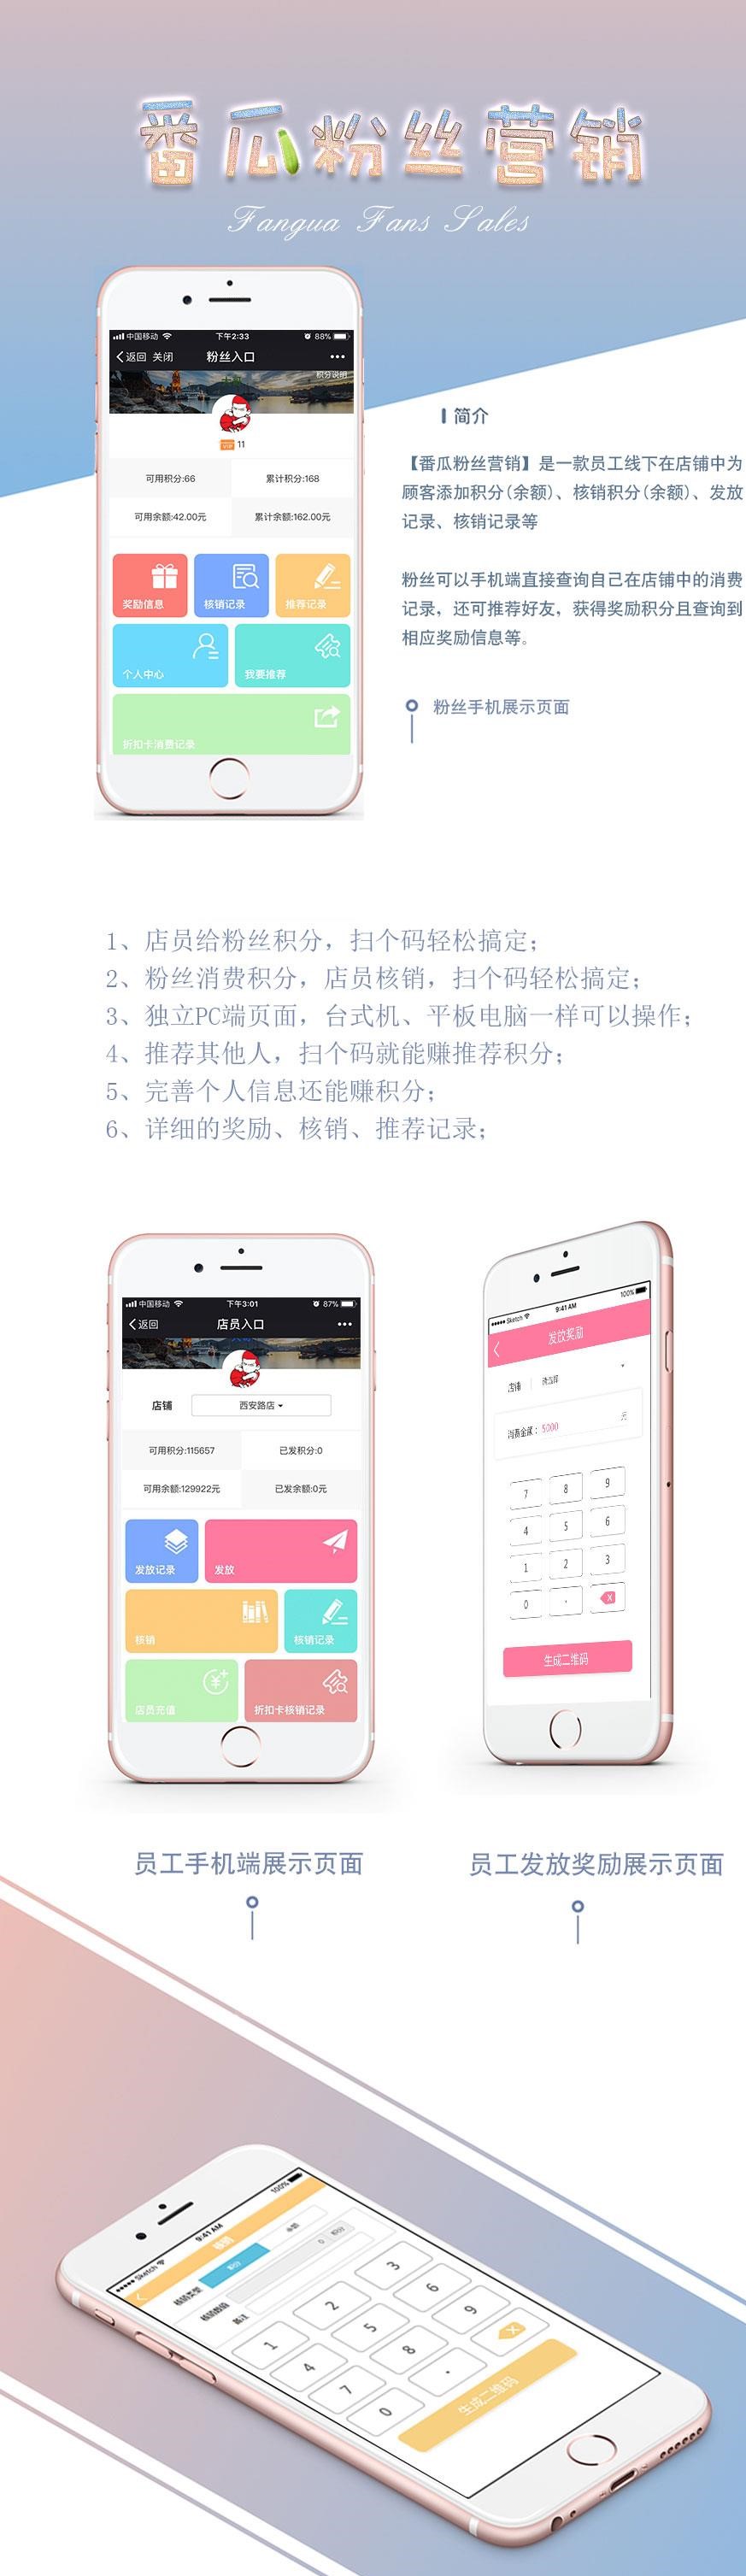 番瓜粉丝营销
Fangua Fans Sales
中国移动 下午2:33 88%
返回 关闭 粉丝入口
积分说明
VIP 11
可用积分:66 累计积分:168
可用余额:42.00元 累计余额:162.00元
奖励信息 核销记录 推荐记录
个人中心 我要推荐
折扣卡消费记录
简介
【番瓜粉丝营销】是一款员工线下在店铺中为
顾客添加积分(余额)、核销积分(余额)、发放
记录、核销记录等
粉丝可以手机端直接查询自己在店铺中的消费
记录，还可推荐好友，获得奖励积分且查询到
相应奖励信息等。
粉丝手机展示页面
1、店员给粉丝积分，扫个码轻松搞定；
2、粉丝消费积分，店员核销，扫个码轻松搞定；
3、独立PC端页面，台式机、平板电脑一样可以操作；
4、推荐其他人，扫个码就能赚推荐积分；
5、完善个人信息还能赚积分；
6、详细的奖励、核销、推荐记录；
中国移动 下午3:01 87%
返回 店员入口
店铺 西安路店
可用积分:115657 已发积分:0
可用余额:129922元 已发余额:0元
发放记录 发放
核销 核销记录
店员充值 折扣卡核销记录
Sketch 9:41 AM 100%
发放奖励
店铺 请选择
消费金额：5000 元
7 8 9
4 5 6
1 2 3
0 . X
生成二维码
员工手机端展示页面
员工发放奖励展示页面
Sketch 9:41 AM 100%
核销
核销类型 积分 余额
核销数额 0 积分
备注
1 2 3
4 5 6
7 8 9
0 . X
生成二维码